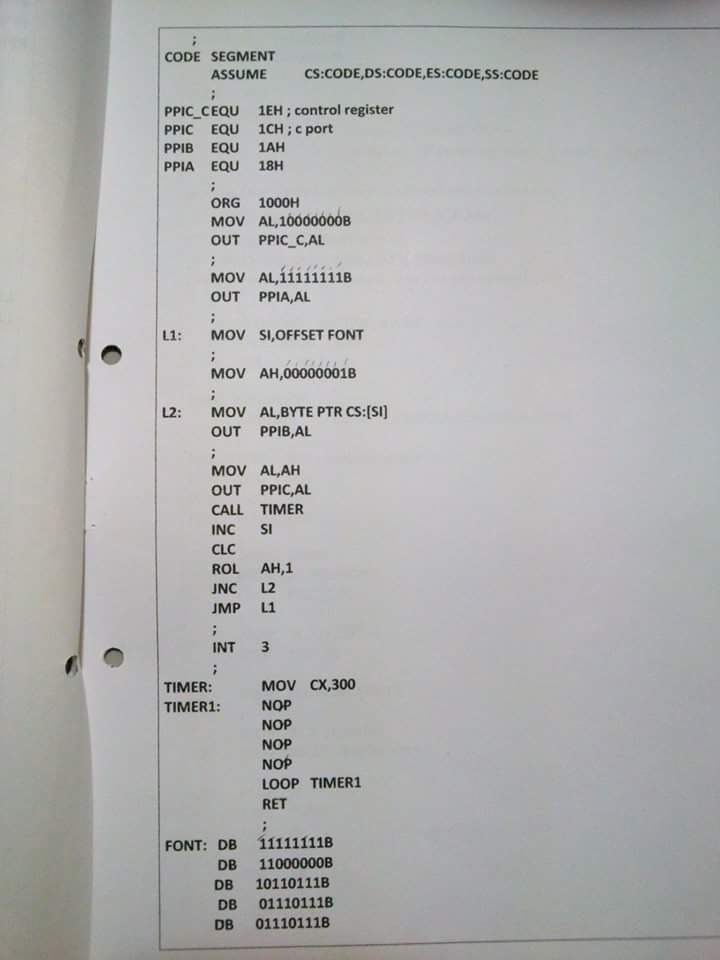 ;
CODE SEGMENT
ASSUME CS:CODE,DS:CODE,ES:CODE,SS:CODE
;
PPIC_C EQU 1EH ; control register
PPIC EQU 1CH ; c port
PPIB EQU 1AH
PPIA EQU 18H
;
ORG 1000H
MOV AL,10000000B
OUT PPIC_C,AL
;
MOV AL,11111111B
OUT PPIA,AL
;
L1: MOV SI,OFFSET FONT
;
MOV AH,00000001B
;
L2: MOV AL,BYTE PTR CS:[SI]
OUT PPIB,AL
;
MOV AL,AH
OUT PPIC,AL
CALL TIMER
INC SI
CLC
ROL AH,1
JNC L2
JMP L1
;
INT 3
;
TIMER: MOV CX,300
TIMER1: NOP
NOP
NOP
NOP
LOOP TIMER1
RET
;
FONT: DB 11111111B
DB 11000000B
DB 10110111B
DB 01110111B
DB 01110111B